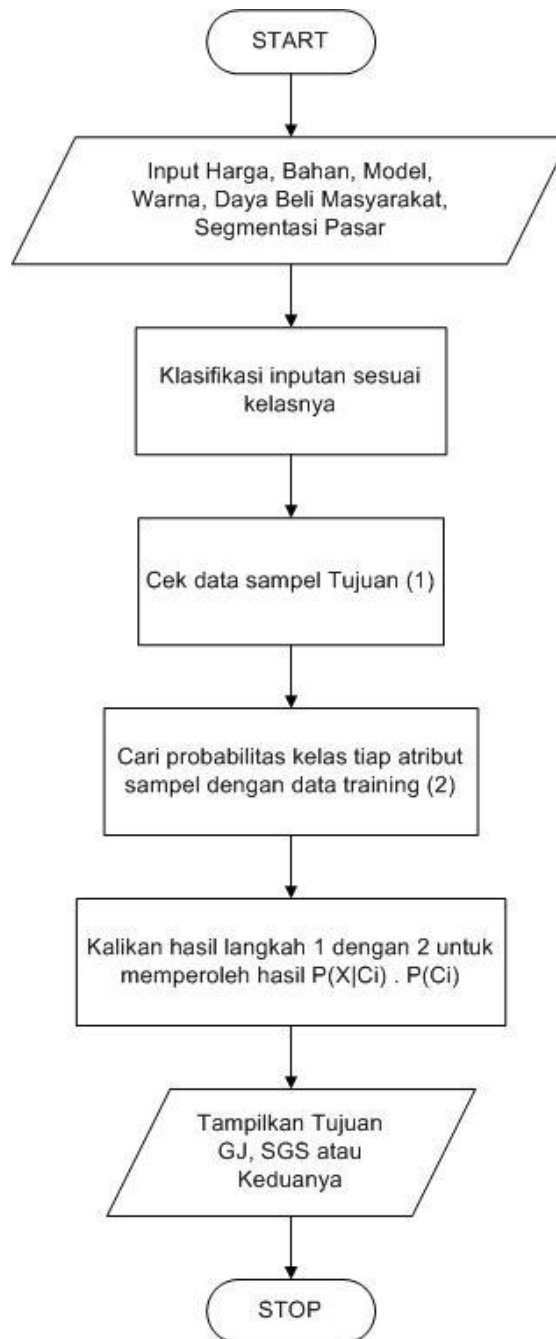 START
Input Harga, Bahan, Model,
Warna, Daya Beli Masyarakat,
Segmentasi Pasar
Klasifikasi inputan sesuai
kelasnya
Cek data sampel Tujuan (1)
Cari probabilitas kelas tiap atribut
sampel dengan data training (2)
Kalikan hasil langkah 1 dengan 2 untuk
memperoleh hasil P(X|Ci) . P(Ci)
Tampilkan Tujuan
GJ, SGS atau
Keduanya
STOP